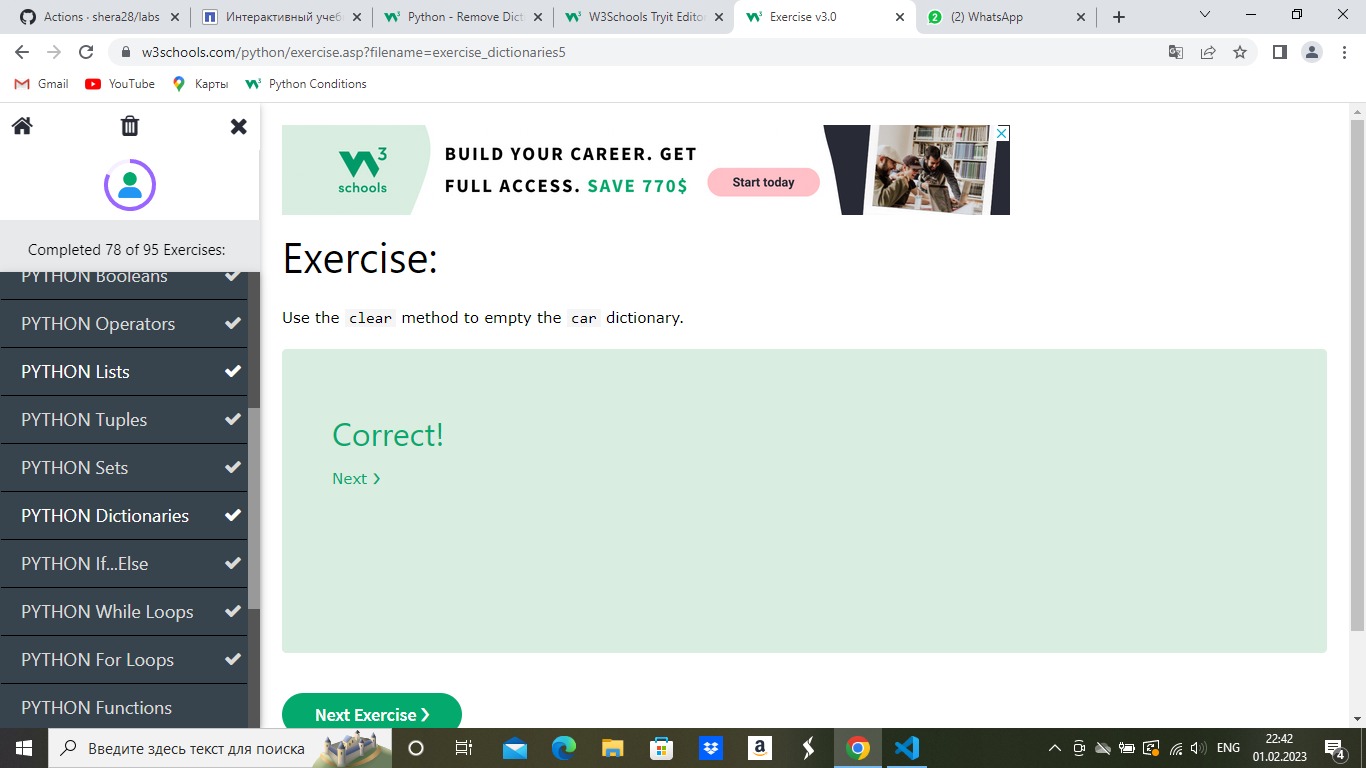 Actions · shera28/labs
Интерактивный учеб
Python - Remove Dict
W3Schools Tryit Editor
Exercise v3.0
(2) WhatsApp
w3schools.com/python/exercise.asp?filename=exercise_dictionaries5
Gmail
YouTube
Карты
Python Conditions
Completed 78 of 95 Exercises:
PYTHON Booleans
PYTHON Operators
PYTHON Lists
PYTHON Tuples
PYTHON Sets
PYTHON Dictionaries
PYTHON If...Else
PYTHON While Loops
PYTHON For Loops
PYTHON Functions
W3 schools
BUILD YOUR CAREER. GET
FULL ACCESS. SAVE 770$
Start today
Exercise:
Use the clear method to empty the car dictionary.
Correct!
Next ❯
Next Exercise ❯
Введите здесь текст для поиска
ENG
22:42
01.02.2023
4